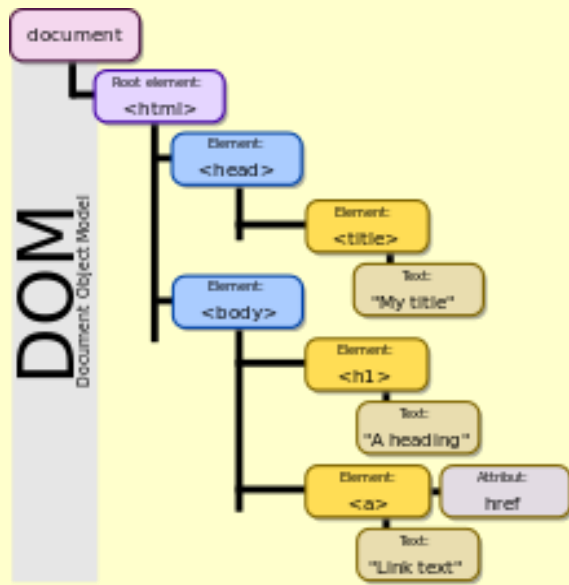 document
Root element:
<html>
Element:
<head>
Element:
<title>
Text:
"My title"
Element:
<body>
Element:
<h1>
Text:
"A heading"
Element:
<a>
Attribut:
href
Text:
"Link text"
DOM
Document Object Model